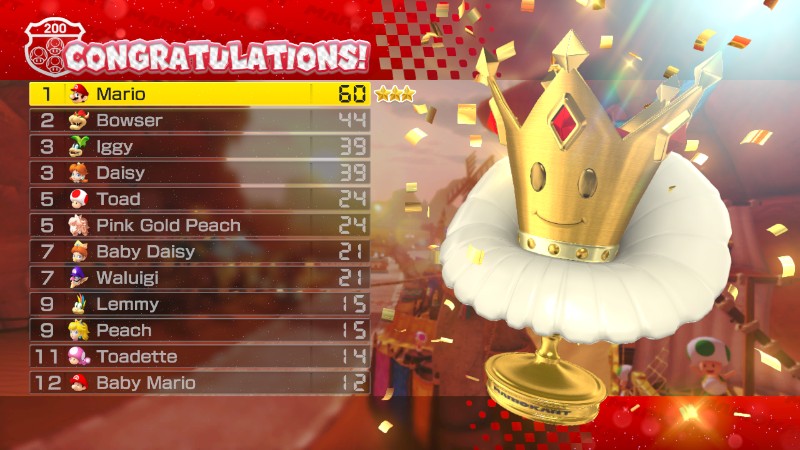 200
CONGRATULATIONS!
1 Mario 60
2 Bowser 44
3 Iggy 39
3 Daisy 39
5 Toad 24
5 Pink Gold Peach 24
7 Baby Daisy 21
7 Waluigi 21
9 Lemmy 15
9 Peach 15
11 Toadette 14
12 Baby Mario 12
MARIOKART